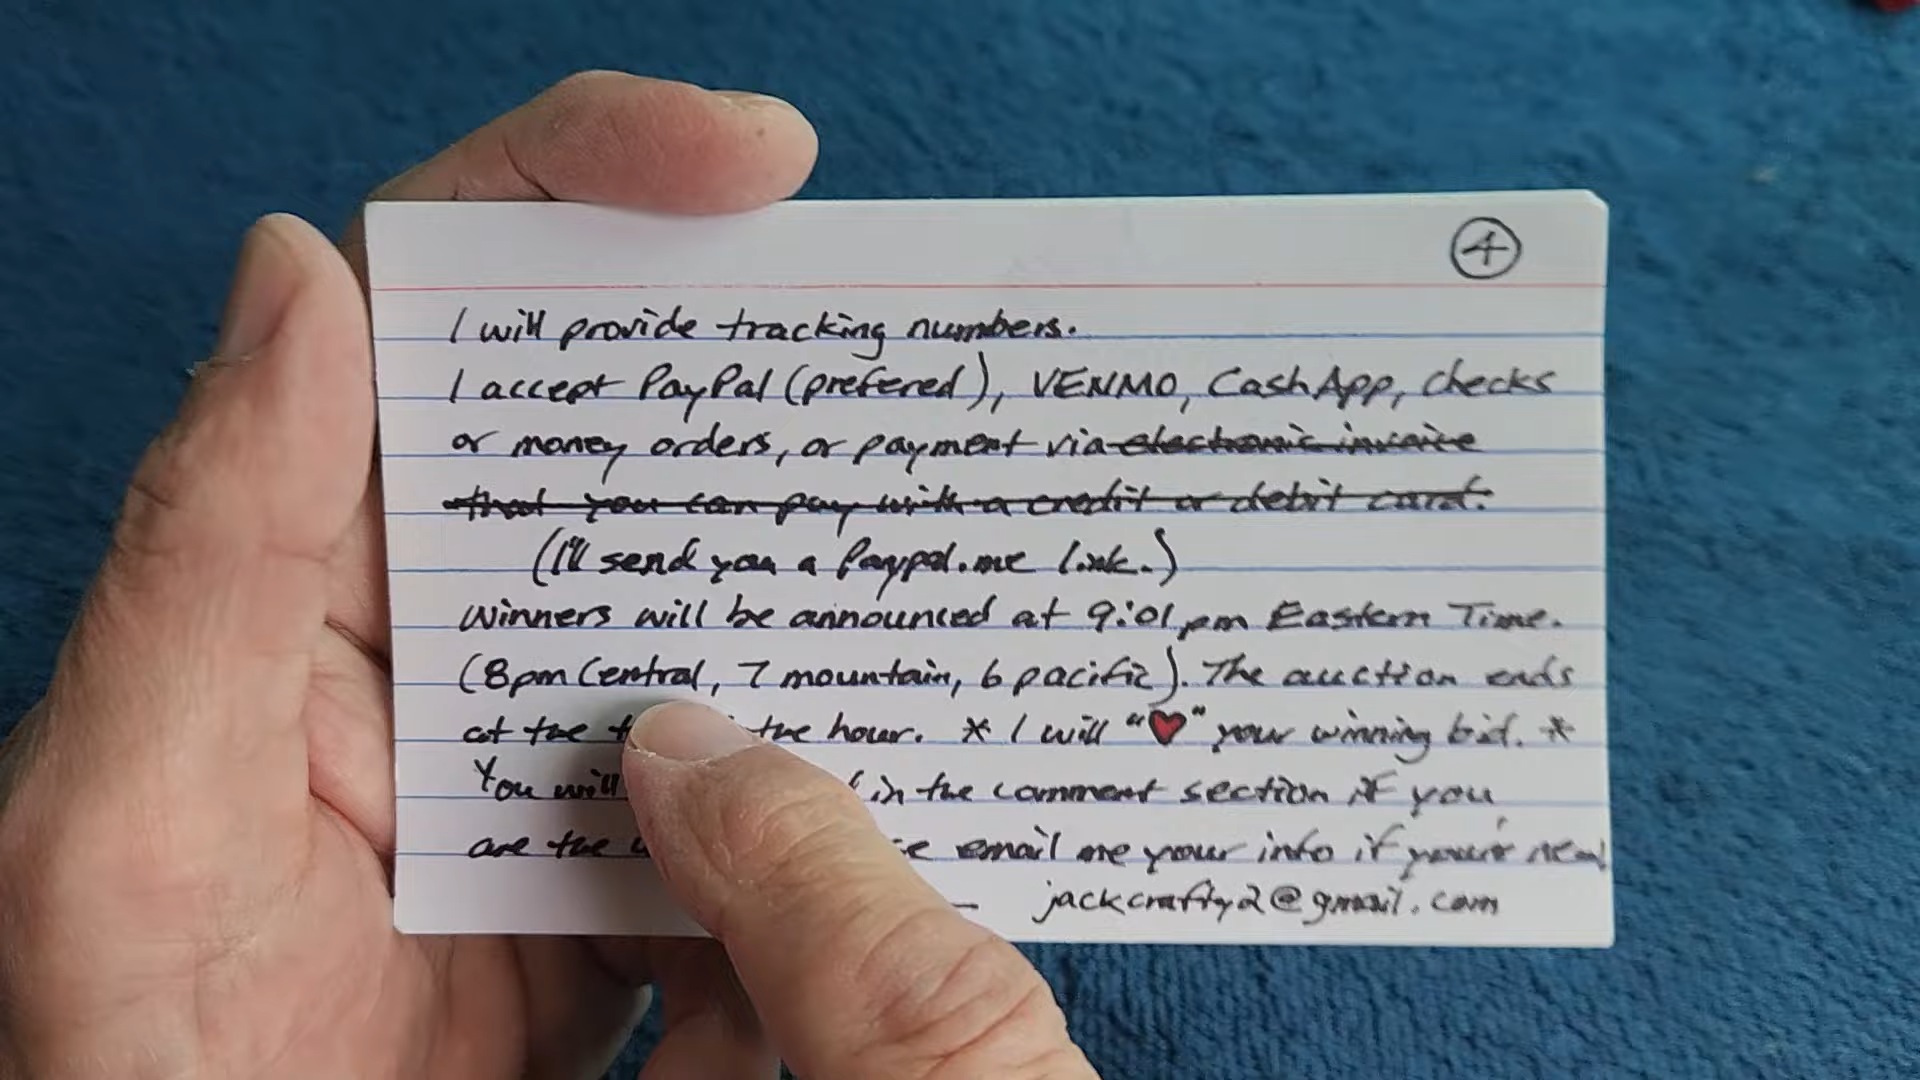 4
I will provide tracking numbers.
I accept PayPal (prefered), VENMO, CashApp, checks
or money orders, or payment via electronic invoice
that you can pay with a credit or debit card.
(I'll send you a Paypal.me link.)
Winners will be announced at 9:01 pm Eastern Time.
(8pm Central, 7 mountain, 6 pacific). The auction ends
at the the hour. * I will "❤" your winning bid. *
You will in the comment section if you
are the email me your info if your'e new
jackcrafty2@gmail.com